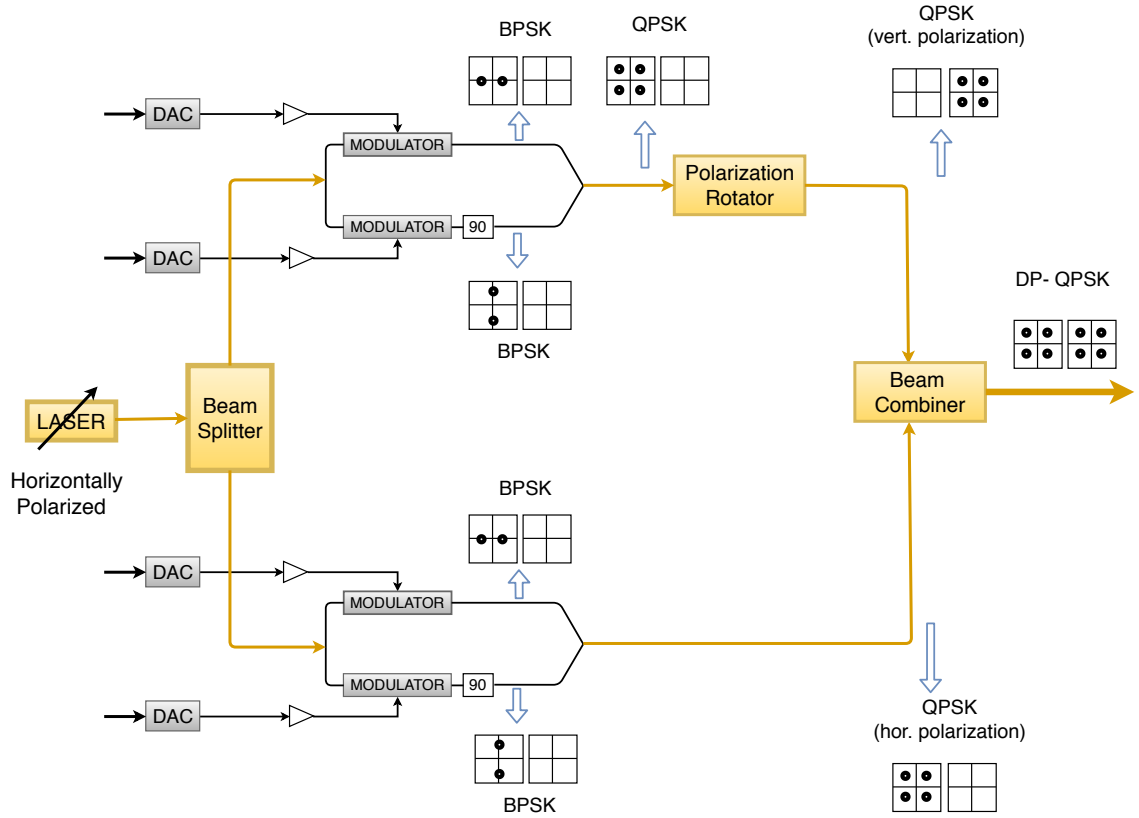 BPSK
QPSK
QPSK
(vert. polarization)
DAC
MODULATOR
Polarization
Rotator
MODULATOR
90
DAC
BPSK
DP- QPSK
LASER
Beam
Splitter
Beam
Combiner
Horizontally
Polarized
BPSK
DAC
MODULATOR
MODULATOR
90
DAC
QPSK
(hor. polarization)
BPSK